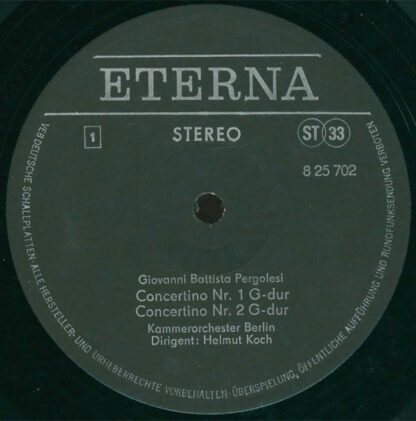 ETERNA
1
STEREO
ST 33
8 25 702
Giovanni Battista Pergolesi
Concertino Nr. 1 G-dur
Concertino Nr. 2 G-dur
Kammerorchester Berlin
Dirigent: Helmut Koch
VEB DEUTSCHE SCHALLPLATTEN · ALLE HERSTELLER- UND URHEBERRECHTE VORBEHALTEN · ÜBERSPIELUNG, ÖFFENTLICHE AUFFÜHRUNG UND RUNDFUNKSENDUNG VERBOTEN